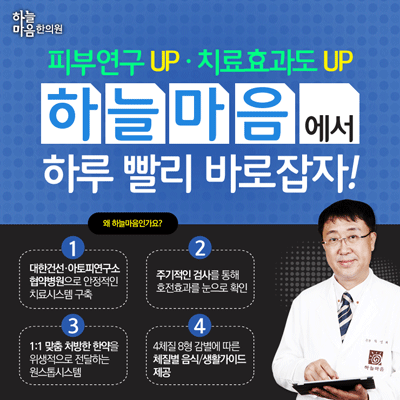 하늘
마음한의원
피부연구 UP · 치료효과도 UP
하늘마음에서
하루 빨리 바로잡자!
왜 하늘마음인가요?
1
대한건선·아토피연구소
협약병원으로 안정적인
치료시스템 구축
2
주기적인 검사를 통해
호전효과를 눈으로 확인
3
1:1 맞춤 처방한 한약을
위생적으로 전달하는
원스톱시스템
4
4체질 8형 감별에 따른
체질별 음식/생활가이드
제공
하늘마음